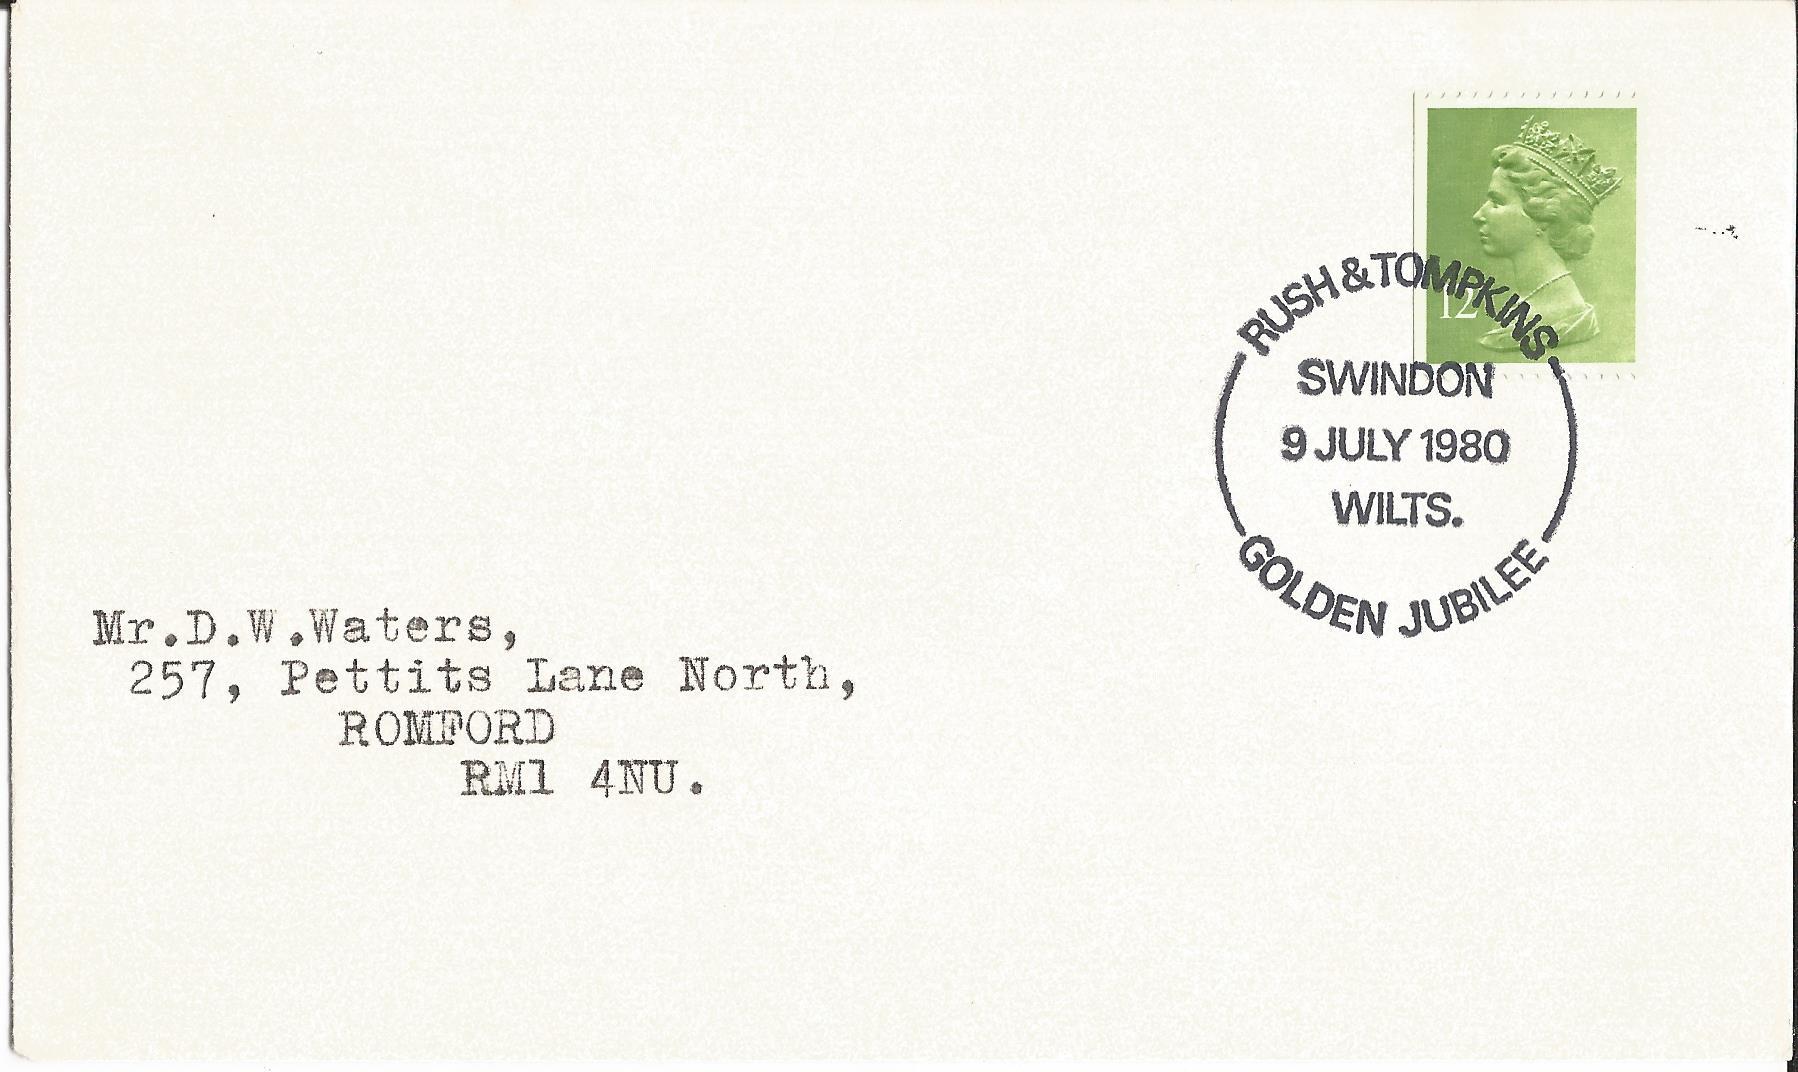 12
RUSH & TOMPKINS
SWINDON
9 JULY 1980
WILTS.
GOLDEN JUBILEE
Mr.D.W.Waters,
257, Pettits Lane North,
ROMFORD
RM1 4NU.